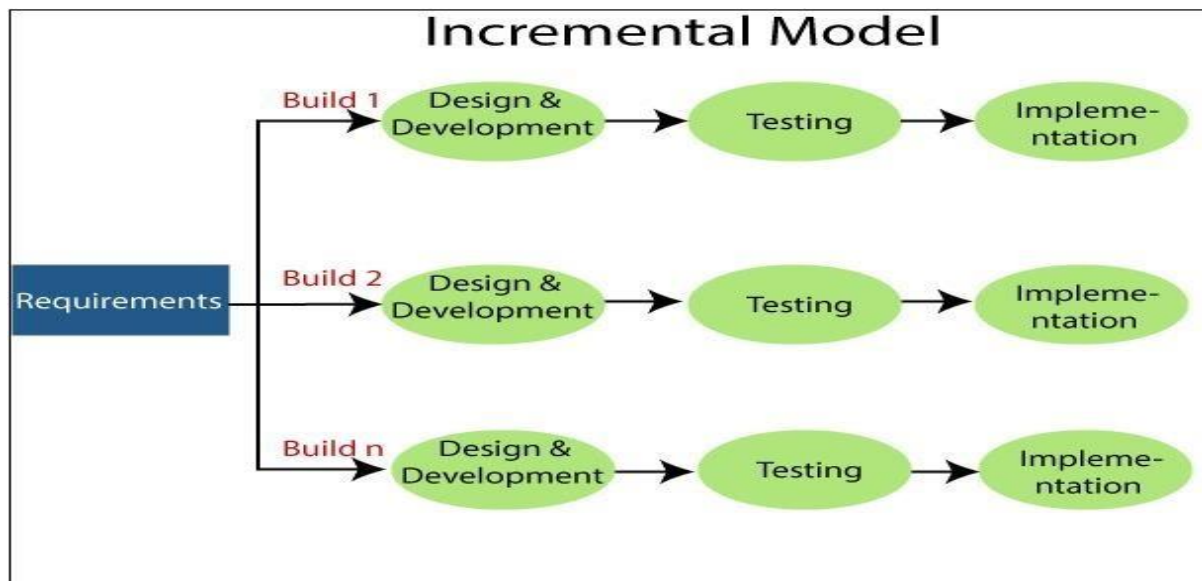 Incremental Model
Build 1
Design &
Development
Testing
Impleme-
ntation
Requirements
Build 2
Design &
Development
Testing
Impleme-
ntation
Build n
Design &
Development
Testing
Impleme-
ntation